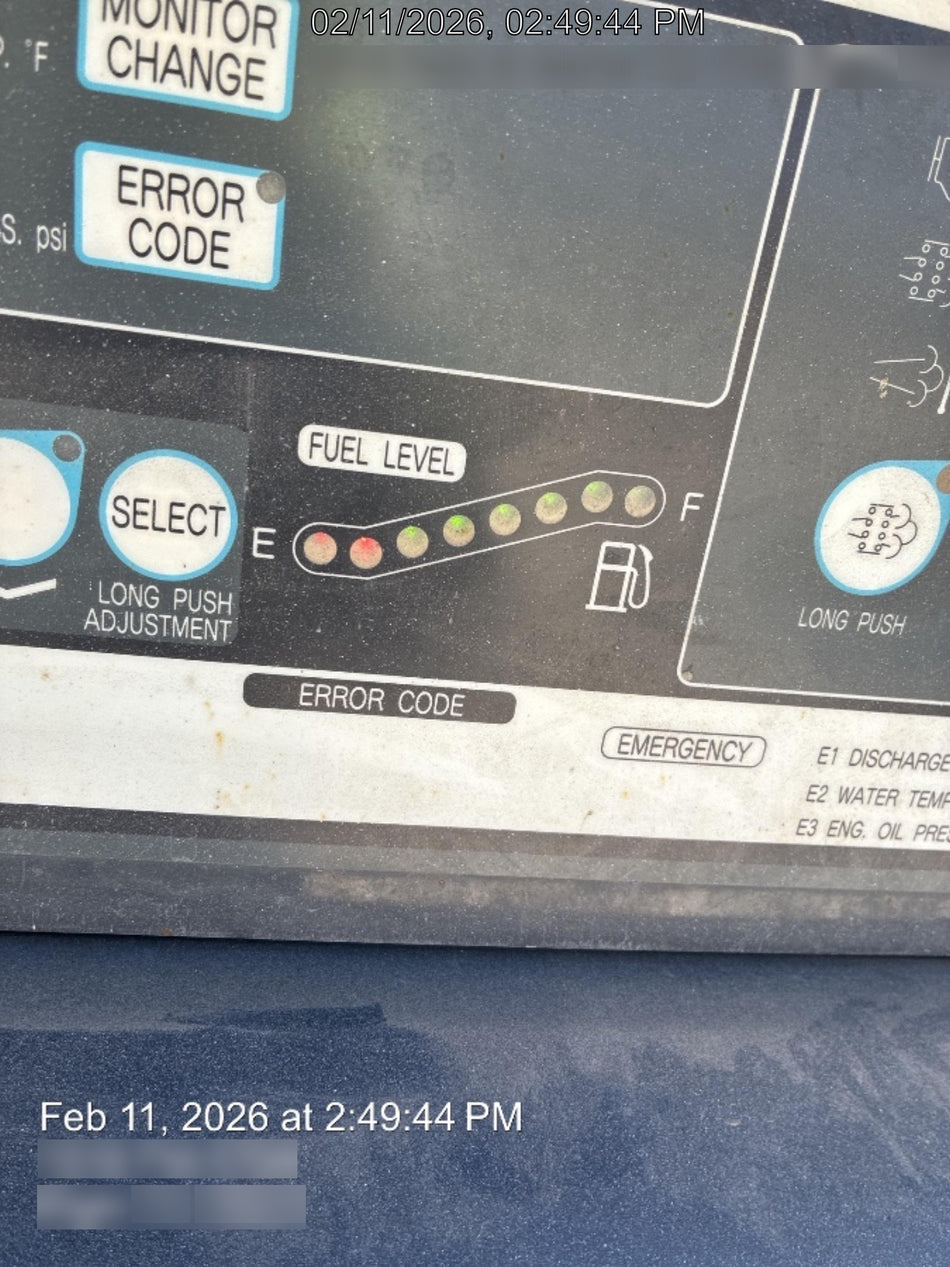 02/11/2026, 02:49:44 PM
MONITOR
CHANGE
°F
ERROR
CODE
psi
FUEL LEVEL
SELECT
E
F
LONG PUSH
ADJUSTMENT
LONG PUSH
ERROR CODE
EMERGENCY
E1 DISCHARGE
E2 WATER TEMP
E3 ENG. OIL PRES
Feb 11, 2026 at 2:49:44 PM